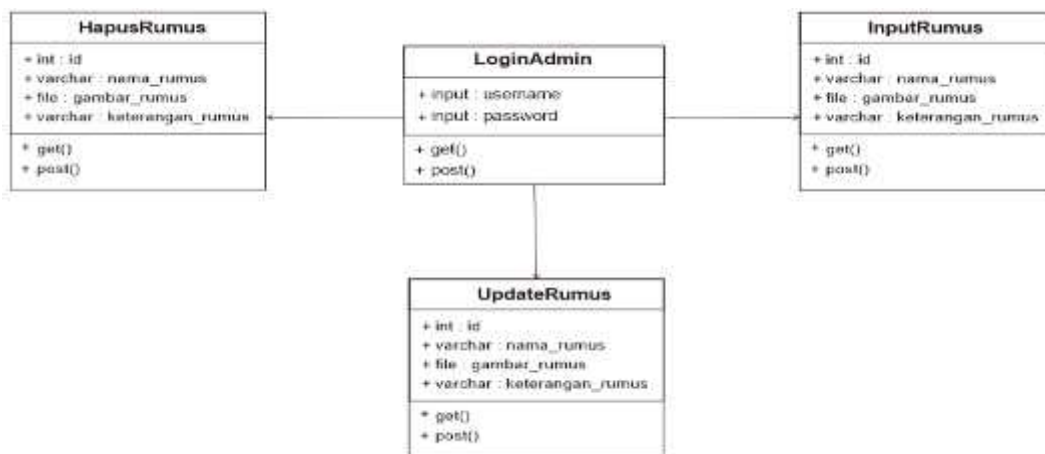 HapusRumus
+ int : id
+ varchar : nama_rumus
+ file : gambar_rumus
+ varchar : keterangan_rumus
+ get()
+ post()
LoginAdmin
+ input : username
+ input : password
+ get()
+ post()
InputRumus
+ int : id
+ varchar : nama_rumus
+ file : gambar_rumus
+ varchar : keterangan_rumus
+ get()
+ post()
UpdateRumus
+ int : id
+ varchar : nama_rumus
+ file : gambar_rumus
+ varchar : keterangan_rumus
+ get()
+ post()